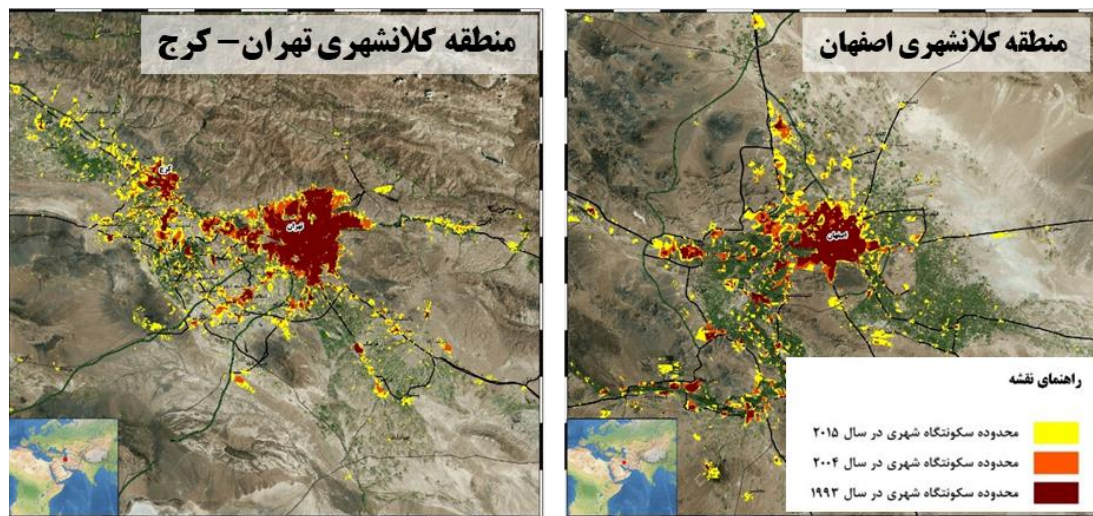 منطقه کلانشهری اصفهان
منطقه کلانشهری تهران – کرج
کرج
تهران
اصفهان
راهنمای نقشه
محدوده سکونتگاه شهری در سال ۲۰۱۵
محدوده سکونتگاه شهری در سال ۲۰۰۴
محدوده سکونتگاه شهری در سال ۱۹۹۳